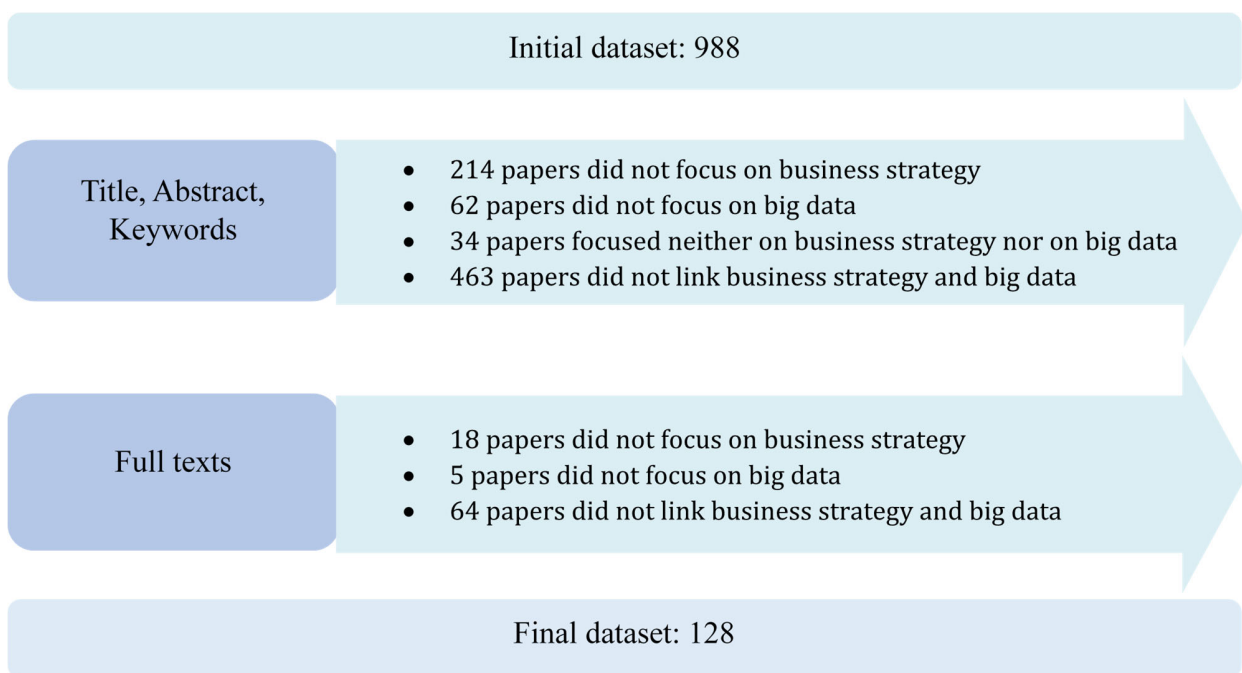 Initial dataset: 988
Title, Abstract,
Keywords
• 214 papers did not focus on business strategy
• 62 papers did not focus on big data
• 34 papers focused neither on business strategy nor on big data
• 463 papers did not link business strategy and big data
Full texts
• 18 papers did not focus on business strategy
• 5 papers did not focus on big data
• 64 papers did not link business strategy and big data
Final dataset: 128